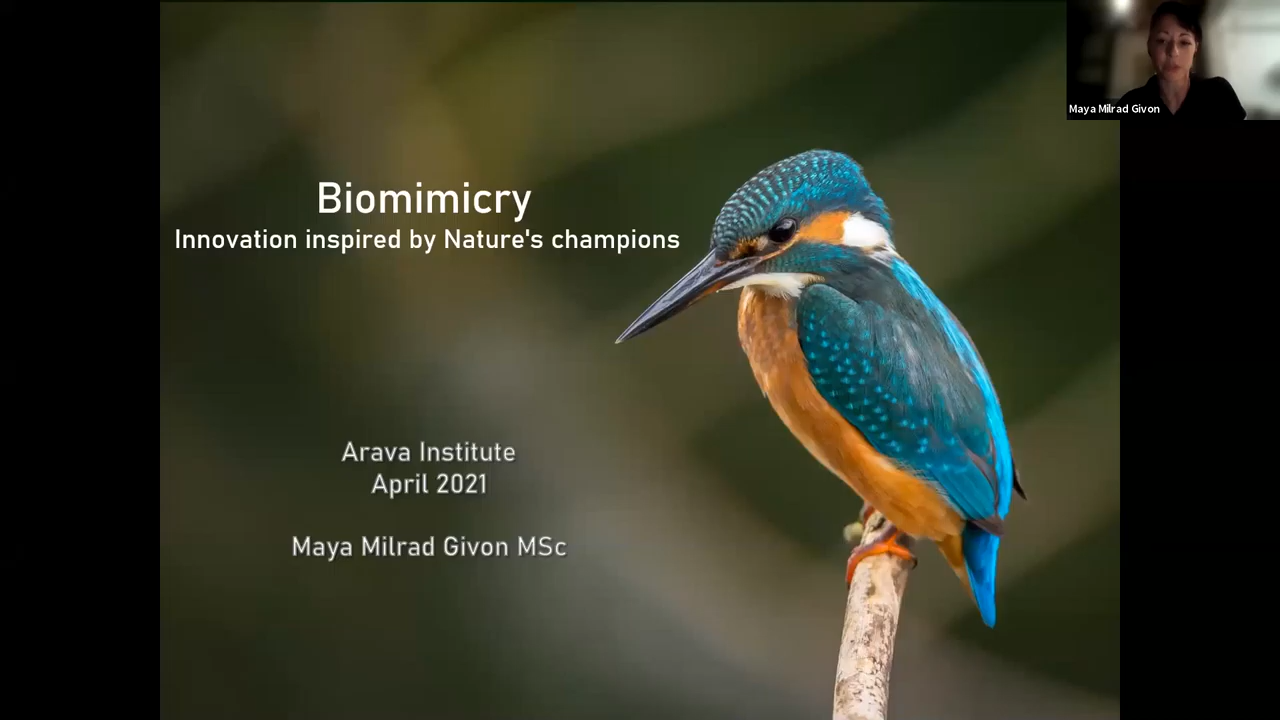 Biomimicry
Innovation inspired by Nature's champions
Arava Institute
April 2021
Maya Milrad Givon MSc
Maya Milrad Givon